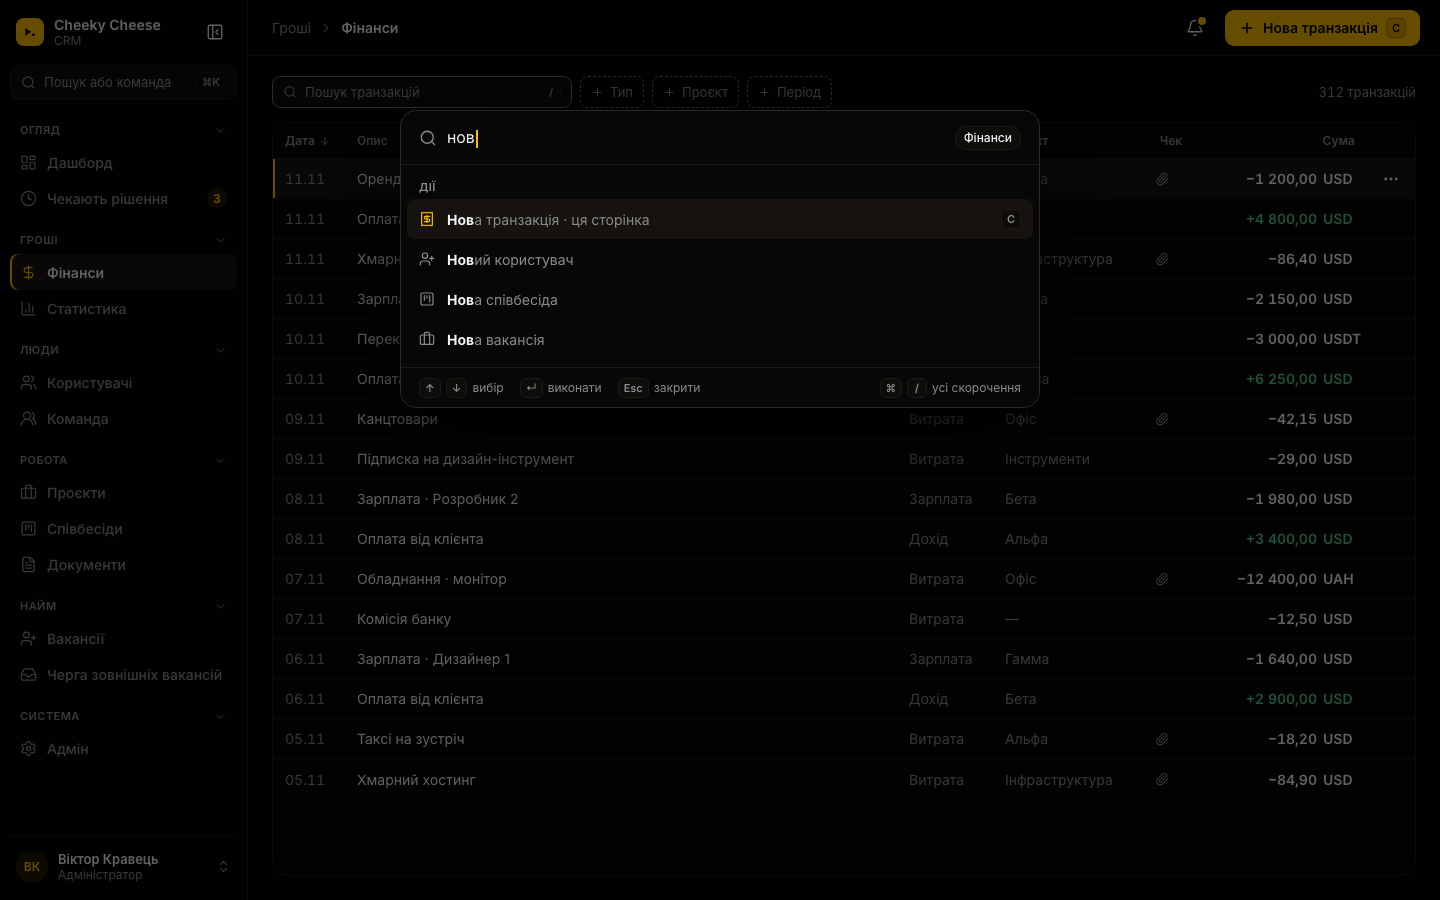 Cheeky Cheese
CRM
Пошук або команда ⌘K
ОГЛЯД
Дашборд
Чекають рішення 3
ГРОШІ
Фінанси
Статистика
ЛЮДИ
Користувачі
Команда
РОБОТА
Проєкти
Співбесіди
Документи
НАЙМ
Вакансії
Черга зовнішніх вакансій
СИСТЕМА
Адмін
ВК Віктор Кравець
Адміністратор
Гроші > Фінанси
+ Нова транзакція C
Пошук транзакцій /
+ Тип + Проєкт + Період
312 транзакцій
нов Фінанси
дії
Нова транзакція · ця сторінка C
Новий користувач
Нова співбесіда
Нова вакансія
↑ ↓ вибір ↵ виконати Esc закрити ⌘ / усі скорочення
Дата ↓ Опис Чек Сума
11.11 −1 200,00 USD
11.11 +4 800,00 USD
11.11 −86,40 USD
10.11 −2 150,00 USD
10.11 −3 000,00 USDT
10.11 +6 250,00 USD
09.11 Канцтовари Витрата Офіс −42,15 USD
09.11 Підписка на дизайн-інструмент Витрата Інструменти −29,00 USD
08.11 Зарплата · Розробник 2 Зарплата Бета −1 980,00 USD
08.11 Оплата від клієнта Дохід Альфа +3 400,00 USD
07.11 Обладнання · монітор Витрата Офіс −12 400,00 UAH
07.11 Комісія банку Витрата — −12,50 USD
06.11 Зарплата · Дизайнер 1 Зарплата Гамма −1 640,00 USD
06.11 Оплата від клієнта Дохід Бета +2 900,00 USD
05.11 Таксі на зустріч Витрата Альфа −18,20 USD
05.11 Хмарний хостинг Витрата Інфраструктура −84,90 USD